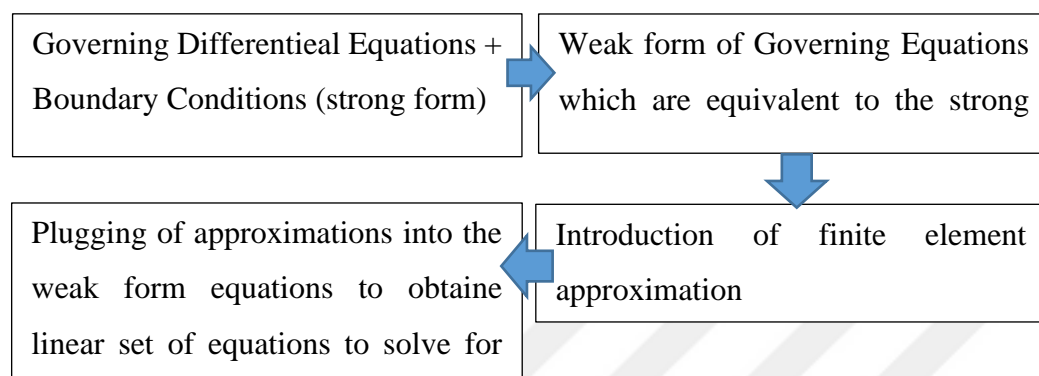 Governing Differentieal Equations +
Boundary Conditions (strong form)
Weak form of Governing Equations
which are equivalent to the strong
Introduction of finite element
approximation
Plugging of approximations into the
weak form equations to obtaine
linear set of equations to solve for